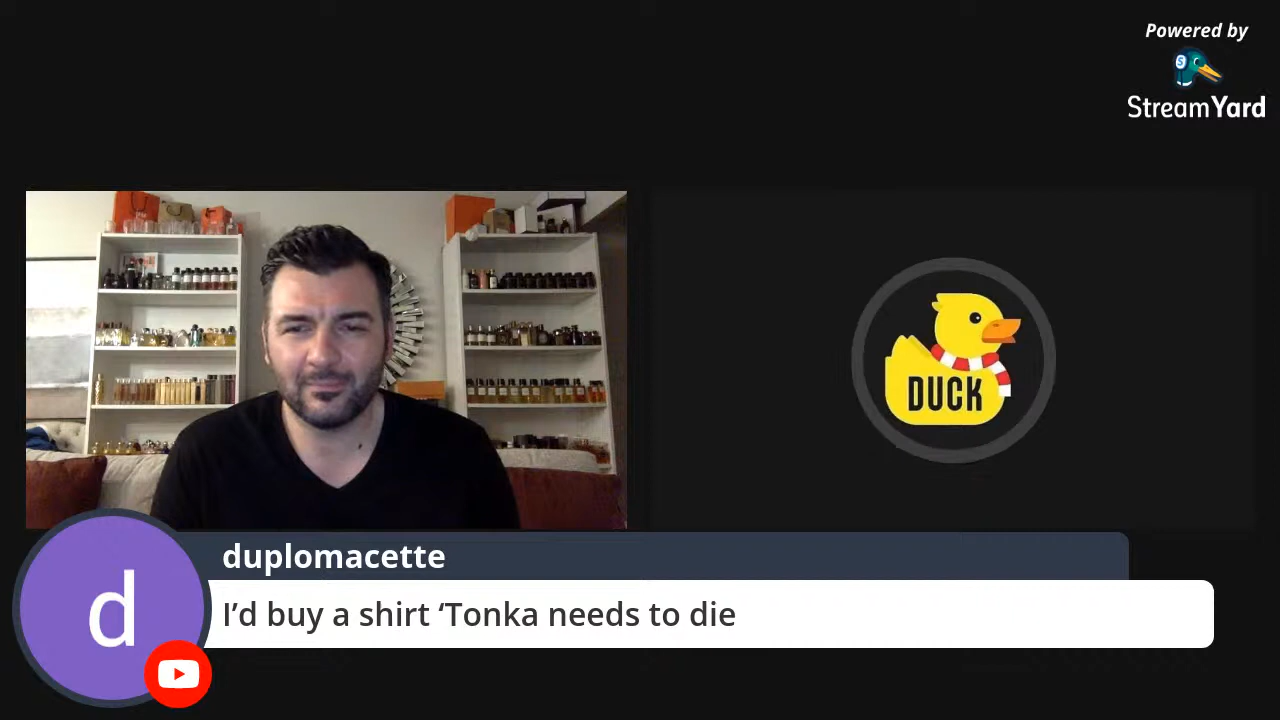 Powered by
StreamYard
DUCK
duplomacette
d
I’d buy a shirt ‘Tonka needs to die